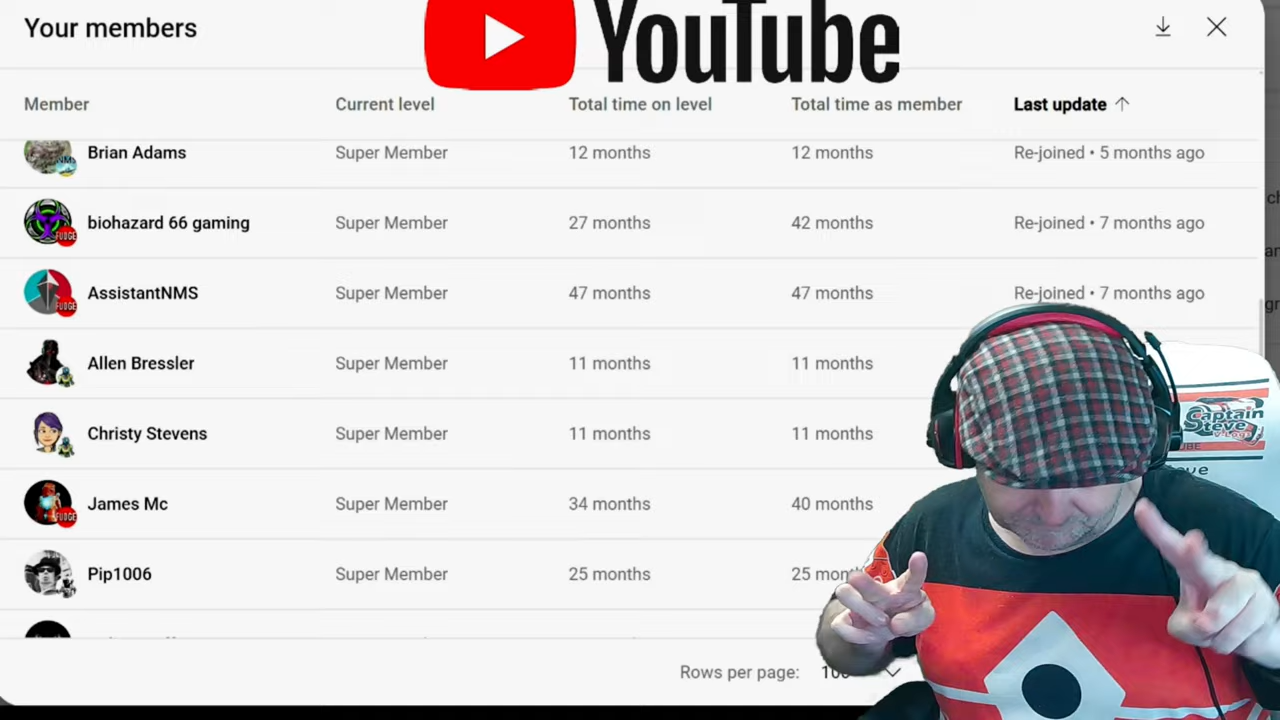 Your members
YouTube
Member Current level Total time on level Total time as member Last update
Brian Adams Super Member 12 months 12 months Re-joined • 5 months ago
biohazard 66 gaming Super Member 27 months 42 months Re-joined • 7 months ago
FUDGE
AssistantNMS Super Member 47 months 47 months Re-joined • 7 months ago
FUDGE
Allen Bressler Super Member 11 months 11 months
Christy Stevens Super Member 11 months 11 months
Captain
Steve
James Mc Super Member 34 months 40 months
FUDGE
Pip1006 Super Member 25 months 25
Rows per page: